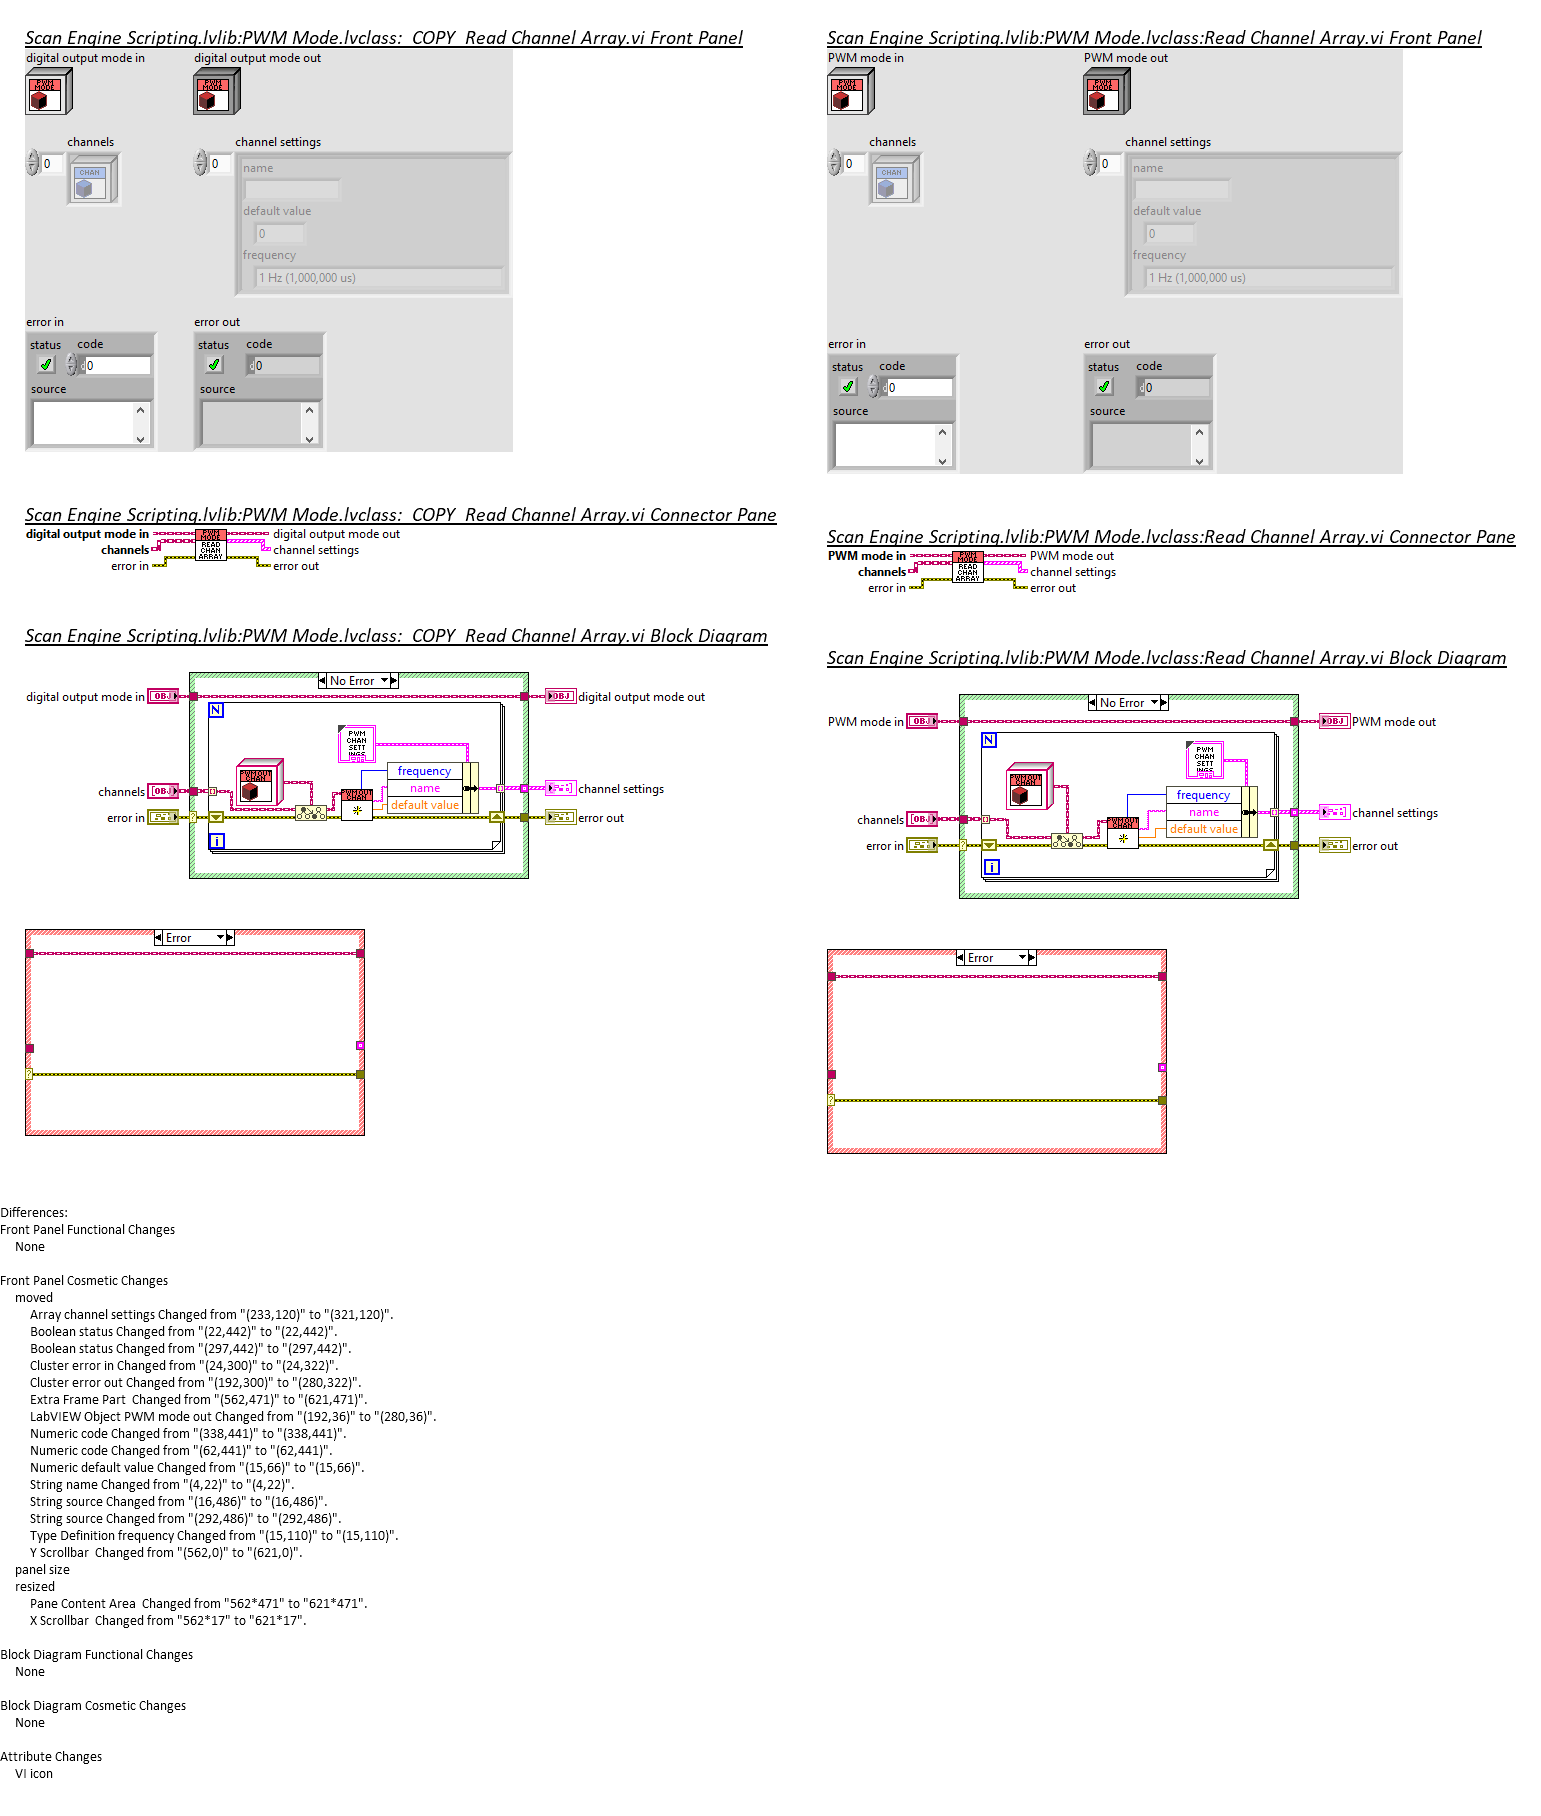 Scan Engine Scripting.lvlib:PWM Mode.lvclass:  COPY  Read Channel Array.vi Front Panel
digital output mode in
digital output mode out
PWM MODE
PWM MODE
channels
0
CHAN
channel settings
0
name
default value
0
frequency
1 Hz (1,000,000 us)
error in
status
code
d0
source
error out
status
code
d0
source
Scan Engine Scripting.lvlib:PWM Mode.lvclass:  COPY  Read Channel Array.vi Connector Pane
digital output mode in
channels
error in
PWM MODE
READ CHAN ARRAY
digital output mode out
channel settings
error out
Scan Engine Scripting.lvlib:PWM Mode.lvclass:  COPY  Read Channel Array.vi Block Diagram
No Error
digital output mode in
OBJ
OBJ
digital output mode out
N
PWM CHAN SETT INGS
PWM OUT CHAN
PWM OUT CHAN
frequency
name
default value
channels
[OBJ]
channel settings
error in
?
error out
i
Error
?
Scan Engine Scripting.lvlib:PWM Mode.lvclass:Read Channel Array.vi Front Panel
PWM mode in
PWM mode out
PWM MODE
PWM MODE
channels
0
CHAN
channel settings
0
name
default value
0
frequency
1 Hz (1,000,000 us)
error in
status
code
d0
source
error out
status
code
d0
source
Scan Engine Scripting.lvlib:PWM Mode.lvclass:Read Channel Array.vi Connector Pane
PWM mode in
channels
error in
PWM MODE
READ CHAN ARRAY
PWM mode out
channel settings
error out
Scan Engine Scripting.lvlib:PWM Mode.lvclass:Read Channel Array.vi Block Diagram
No Error
PWM mode in
OBJ
OBJ
PWM mode out
N
PWM CHAN SETT INGS
PWM OUT CHAN
PWM OUT CHAN
frequency
name
default value
channels
[OBJ]
channel settings
error in
?
error out
i
Error
?
Differences:
Front Panel Functional Changes
None
Front Panel Cosmetic Changes
moved
Array channel settings Changed from "(233,120)" to "(321,120)".
Boolean status Changed from "(22,442)" to "(22,442)".
Boolean status Changed from "(297,442)" to "(297,442)".
Cluster error in Changed from "(24,300)" to "(24,322)".
Cluster error out Changed from "(192,300)" to "(280,322)".
Extra Frame Part  Changed from "(562,471)" to "(621,471)".
LabVIEW Object PWM mode out Changed from "(192,36)" to "(280,36)".
Numeric code Changed from "(338,441)" to "(338,441)".
Numeric code Changed from "(62,441)" to "(62,441)".
Numeric default value Changed from "(15,66)" to "(15,66)".
String name Changed from "(4,22)" to "(4,22)".
String source Changed from "(16,486)" to "(16,486)".
String source Changed from "(292,486)" to "(292,486)".
Type Definition frequency Changed from "(15,110)" to "(15,110)".
Y Scrollbar  Changed from "(562,0)" to "(621,0)".
panel size
resized
Pane Content Area  Changed from "562*471" to "621*471".
X Scrollbar  Changed from "562*17" to "621*17".
Block Diagram Functional Changes
None
Block Diagram Cosmetic Changes
None
Attribute Changes
VI icon